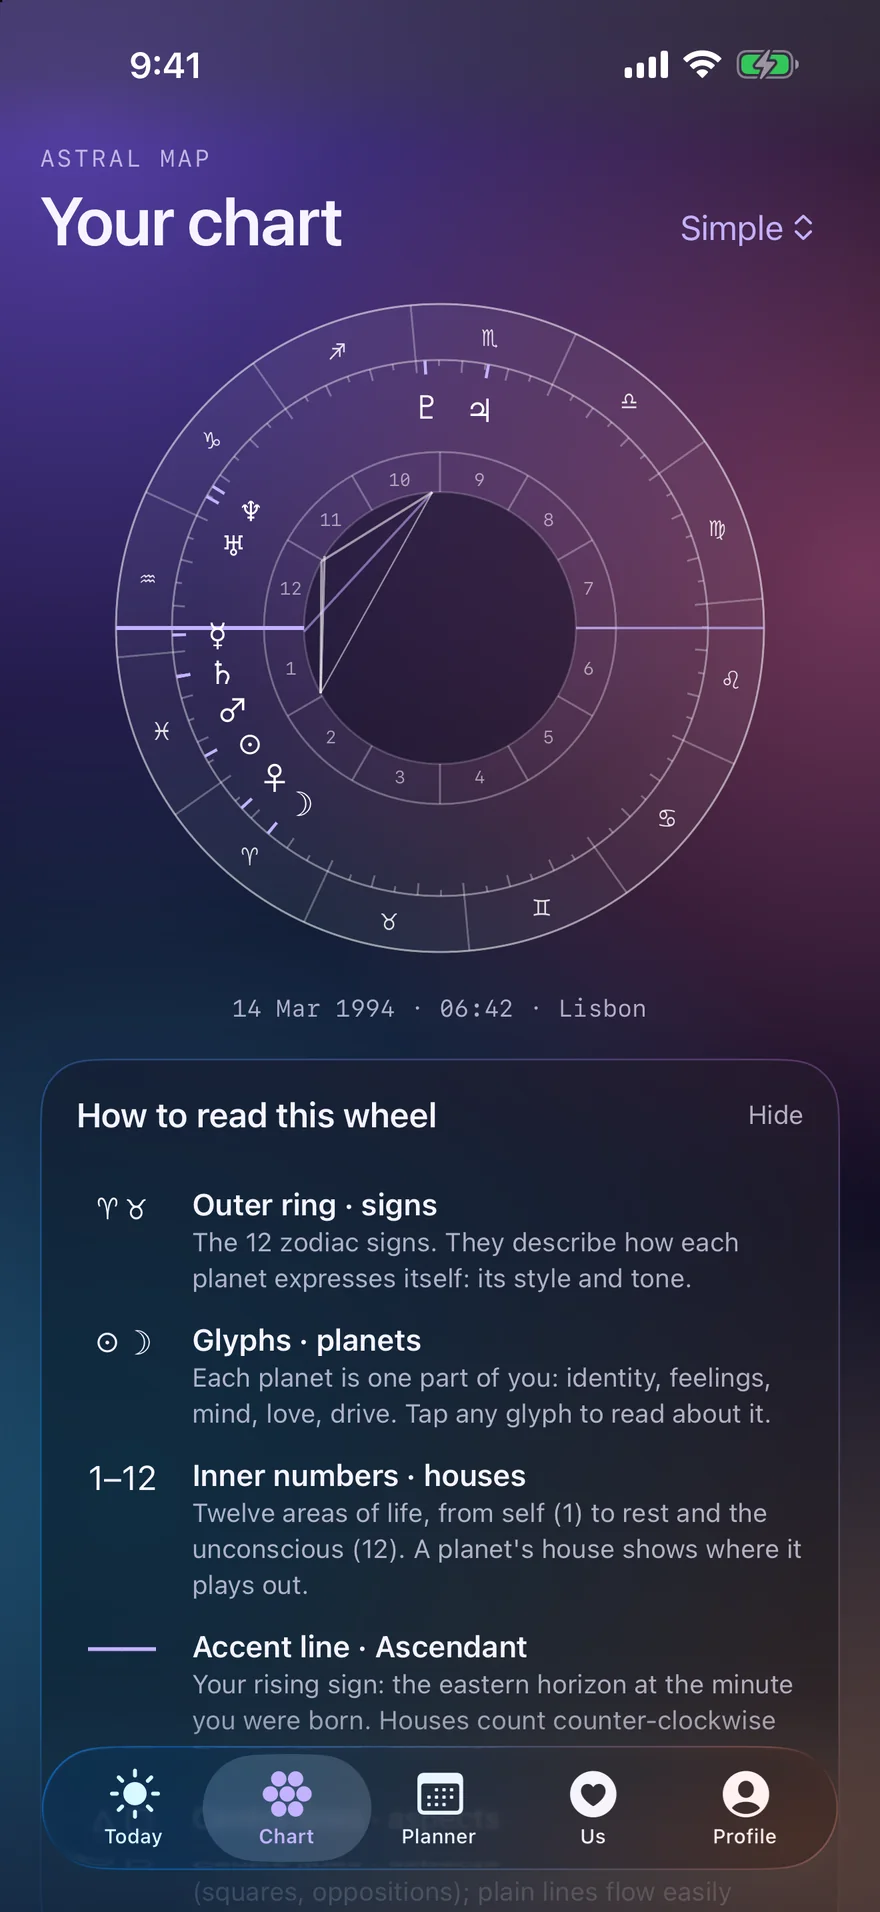 9:41
ASTRAL MAP
Your chart
Simple
♐ ♏
♎
♑
♇ ♃
10 9
♍
♆
11 8
♅
♒
12 7
☿
♄ 1 6
♌
♂
♓
☉ 2 5
♀
3 4
☽
♋
♈
♉ ♊
14 Mar 1994 · 06:42 · Lisbon
How to read this wheel
Hide
♈ ♉
Outer ring · signs
The 12 zodiac signs. They describe how each
planet expresses itself: its style and tone.
☉ ☽
Glyphs · planets
Each planet is one part of you: identity, feelings,
mind, love, drive. Tap any glyph to read about it.
1–12
Inner numbers · houses
Twelve areas of life, from self (1) to rest and the
unconscious (12). A planet's house shows where it
plays out.
Accent line · Ascendant
Your rising sign: the eastern horizon at the minute
you were born. Houses count counter-clockwise
Today
Chart
Planner
Us
Profile
(squares, oppositions); plain lines flow easily